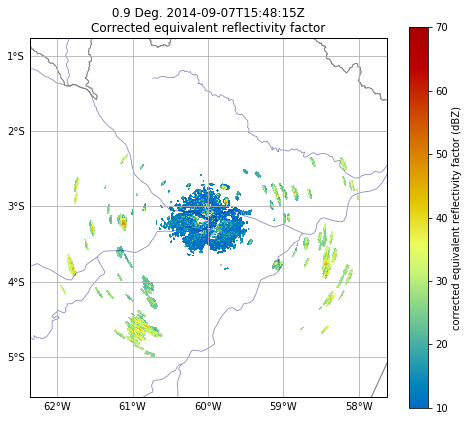 0.9 Deg. 2014-09-07T15:48:15Z
Corrected equivalent reflectivity factor
1°S
2°S
3°S
4°S
5°S
62°W 61°W 60°W 59°W 58°W
70
60
50
40
30
20
10
corrected equivalent reflectivity factor (dBZ)